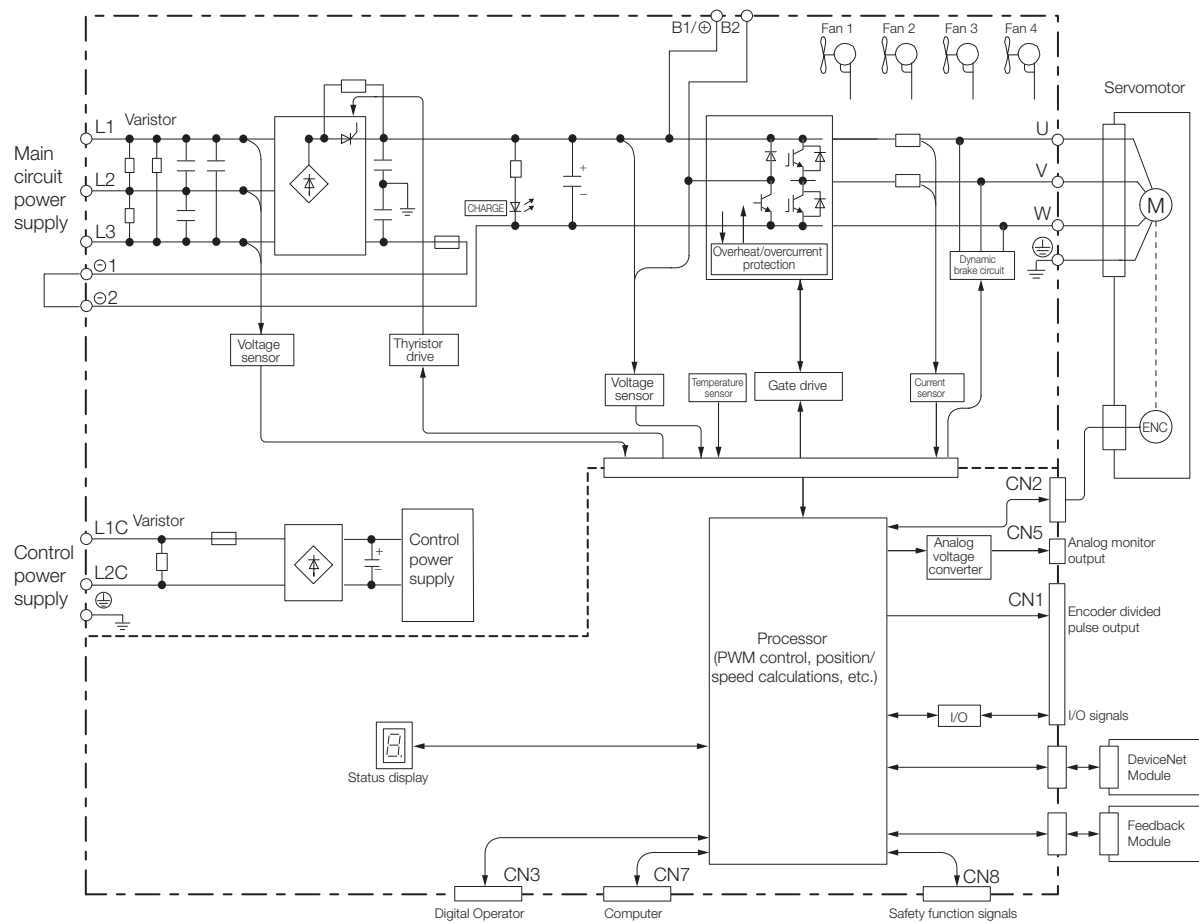 B1/⊕ B2
Fan 1 Fan 2 Fan 3 Fan 4
Servomotor
Main
circuit
power
supply
L1
Varistor
L2
L3
⊖1
⊖2
+
–
CHARGE
Overheat/overcurrent
protection
U
V
W
M
Dynamic
brake circuit
Voltage
sensor
Thyristor
drive
Voltage
sensor
Temperature
sensor
Gate drive
Current
sensor
ENC
Control
power
supply
L1C
Varistor
L2C
+
–
Control
power
supply
CN2
CN5
Analog
voltage
converter
Analog monitor
output
CN1
Encoder divided
pulse output
Processor
(PWM control, position/
speed calculations, etc.)
I/O
I/O signals
8.
Status display
DeviceNet
Module
Feedback
Module
CN3
CN7
CN8
Digital Operator
Computer
Safety function signals